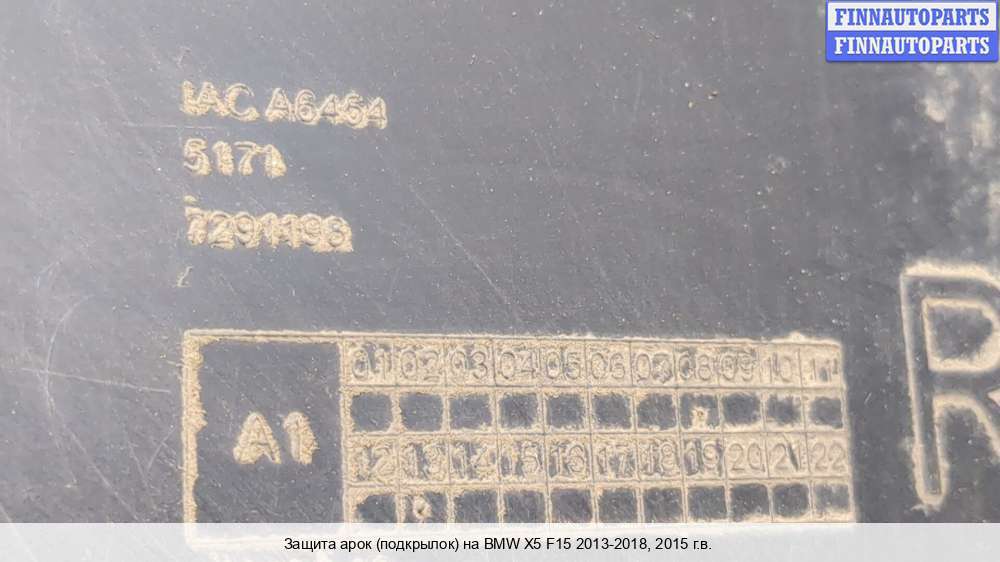 FINNAUTOPARTS
FINNAUTOPARTS
IAC A6464
5171
7291196
R
A1
01 02 03 04 05 06 07 08 09 10 11
12 13 14 15 16 17 18 19 20 21 22
Защита арок (подкрылок) на BMW X5 F15 2013-2018, 2015 г.в.